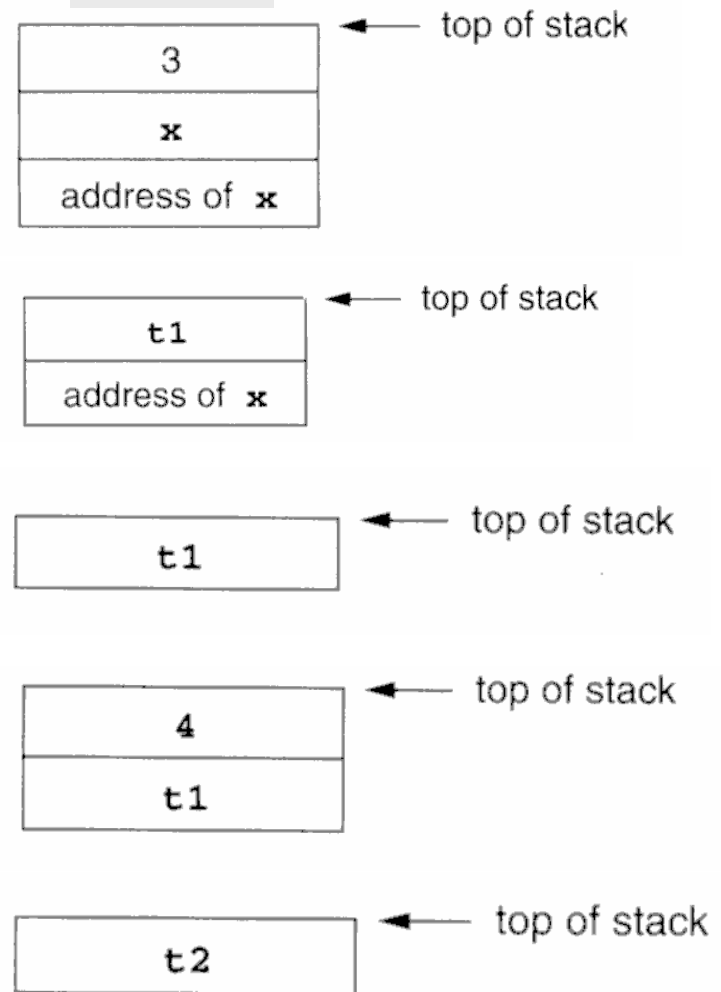 top of stack
3
x
address of x
top of stack
t1
address of x
top of stack
t1
top of stack
4
t1
top of stack
t2